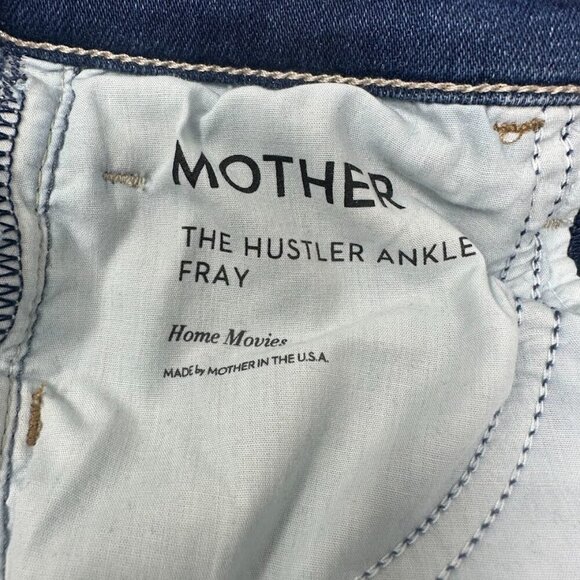 MOTHER
THE HUSTLER ANKLE
FRAY
Home Movies
MADE by MOTHER IN THE U.S.A.